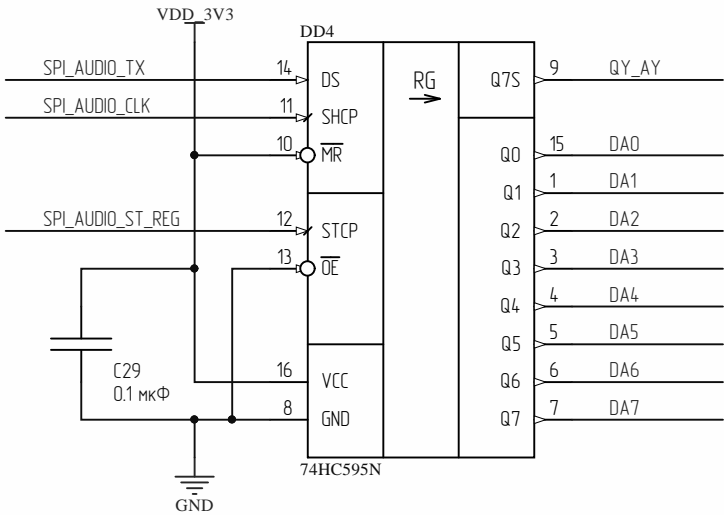 VDD_3V3
DD4
SPI_AUDIO_TX 14 DS RG Q7S 9 QY_AY
SPI_AUDIO_CLK 11 SHCP
10 MR Q0 15 DA0
Q1 1 DA1
SPI_AUDIO_ST_REG 12 STCP Q2 2 DA2
13 OE Q3 3 DA3
Q4 4 DA4
Q5 5 DA5
C29 16 VCC Q6 6 DA6
0.1 мкФ
8 GND Q7 7 DA7
74HC595N
GND